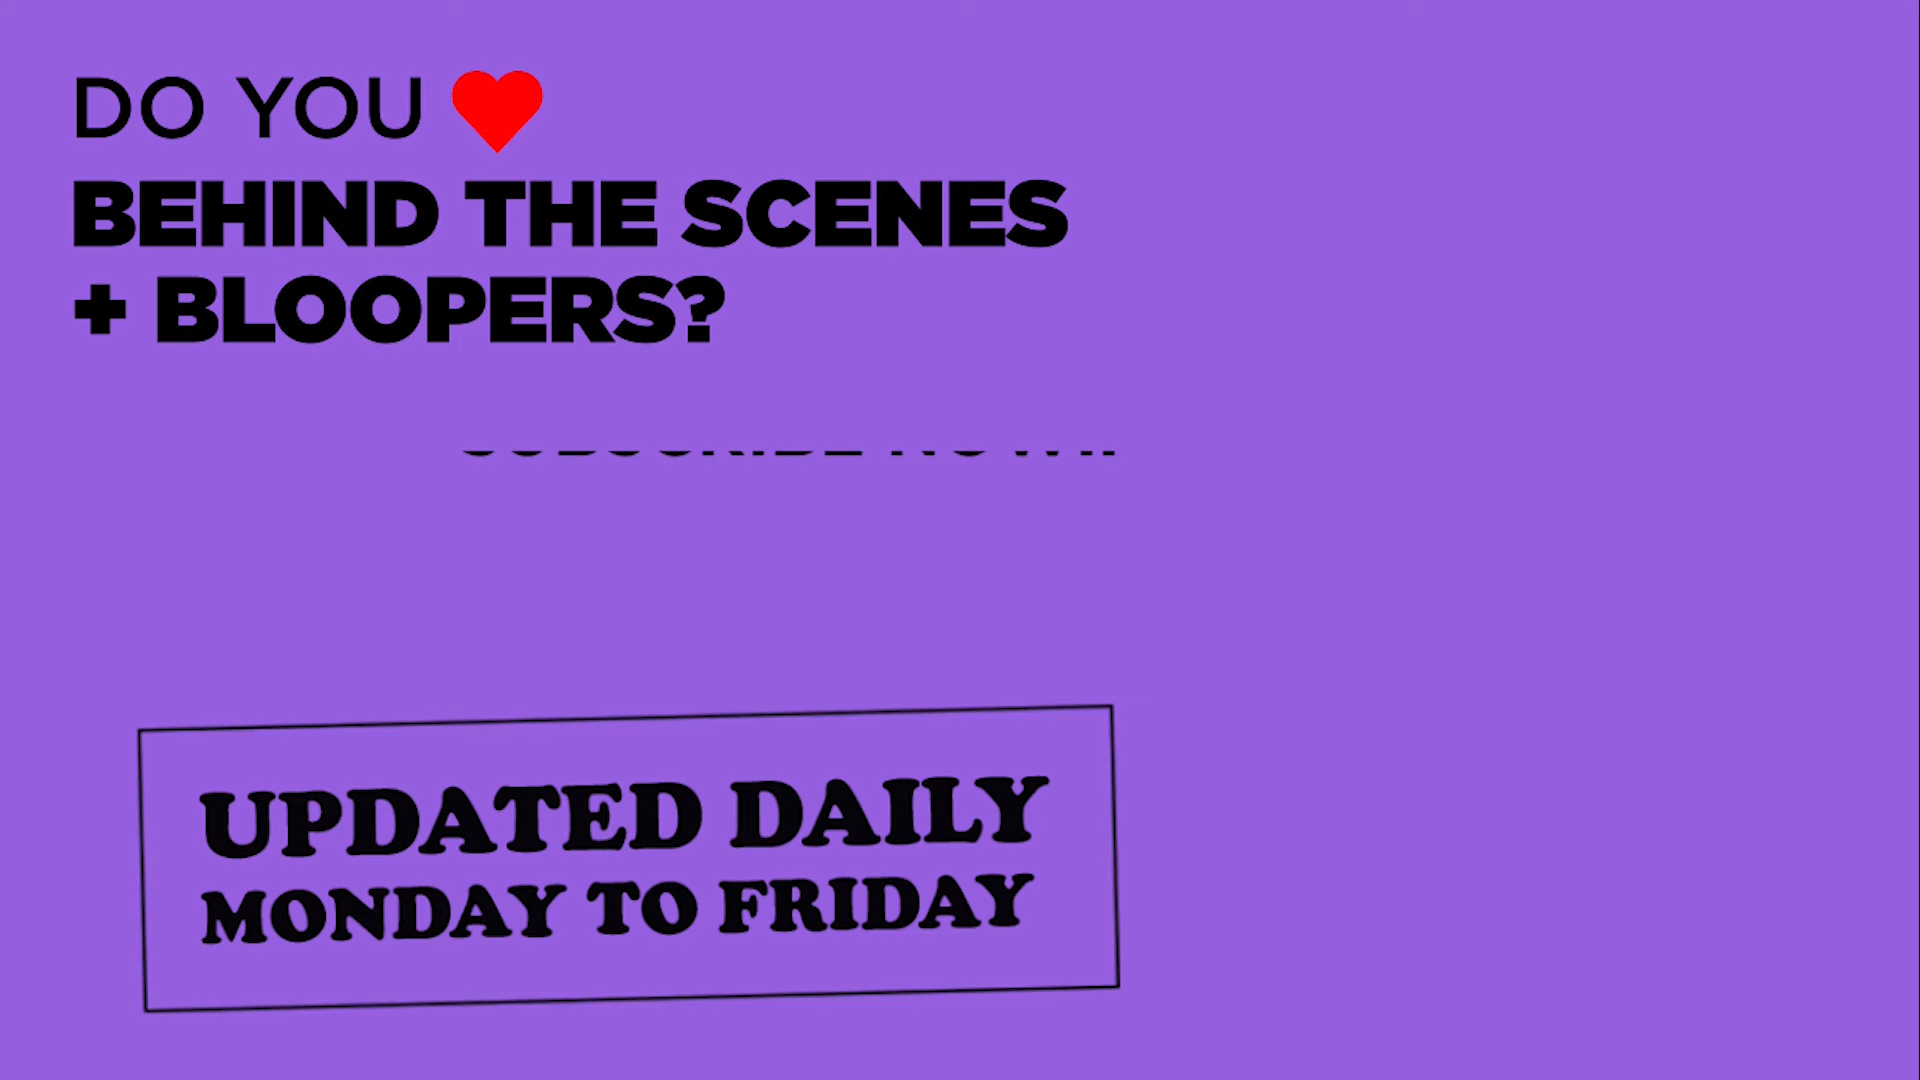 DO YOU ❤
BEHIND THE SCENES
+ BLOOPERS?
UPDATED DAILY
MONDAY TO FRIDAY